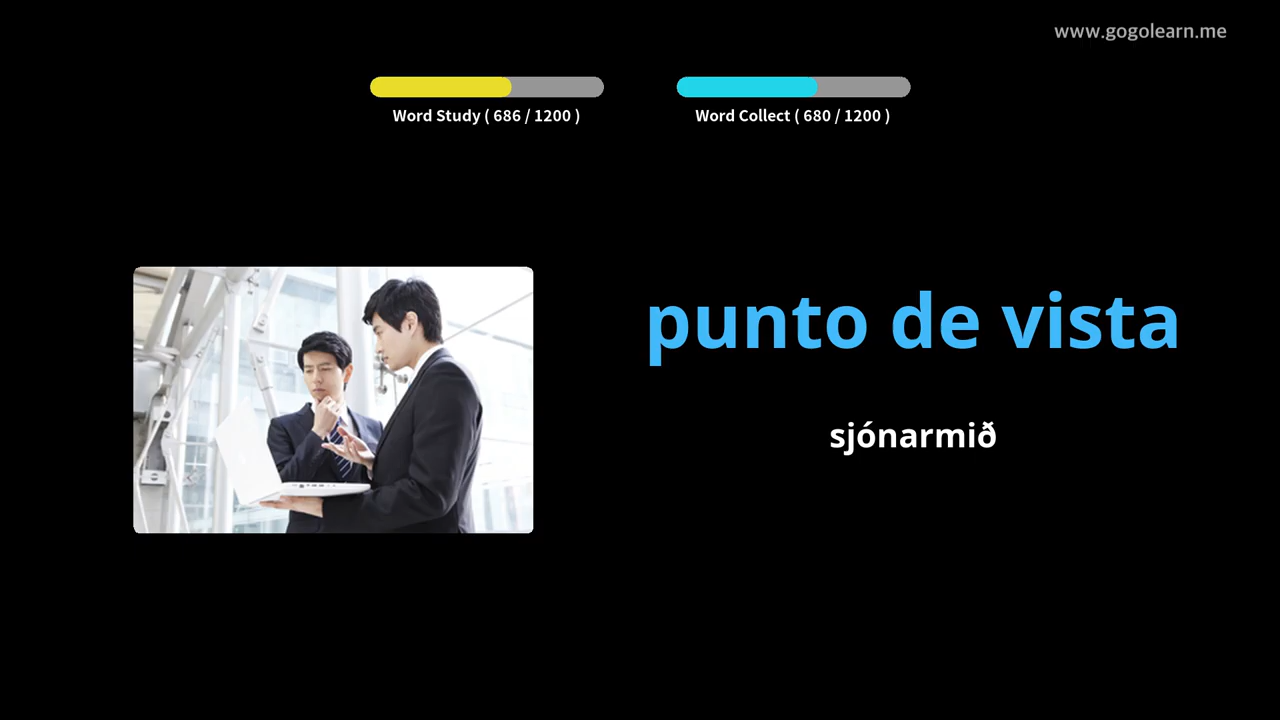 www.gogolearn.me
Word Study ( 686 / 1200 )
Word Collect ( 680 / 1200 )
punto de vista
sjónarmið